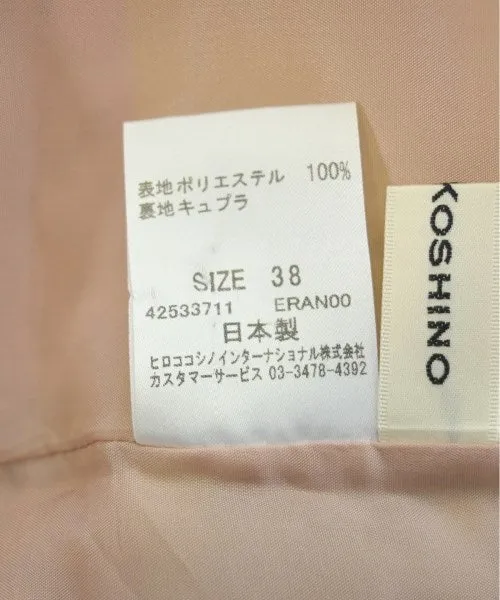 表地ポリエステル 100%
裏地キュプラ
SIZE 38
42533711 ERAN00
日本製
ヒロココシノインターナショナル株式会社
カスタマーサービス 03-3478-4392
KOSHINO